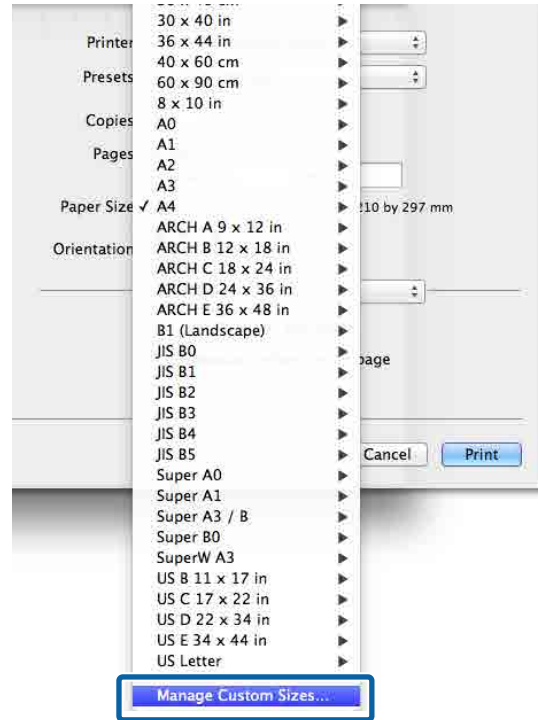 30 x 40 in
Printer
36 x 44 in
40 x 60 cm
Presets
60 x 90 cm
8 x 10 in
Copies
A0
A1
Pages
A2
A3
Paper Size ✓ A4 210 by 297 mm
ARCH A 9 x 12 in
Orientation
ARCH B 12 x 18 in
ARCH C 18 x 24 in
ARCH D 24 x 36 in
ARCH E 36 x 48 in
B1 (Landscape)
JIS B0
page
JIS B1
JIS B2
JIS B3
JIS B4
JIS B5
Cancel Print
Super A0
Super A1
Super A3 / B
Super B0
SuperW A3
US B 11 x 17 in
US C 17 x 22 in
US D 22 x 34 in
US E 34 x 44 in
US Letter
Manage Custom Sizes...